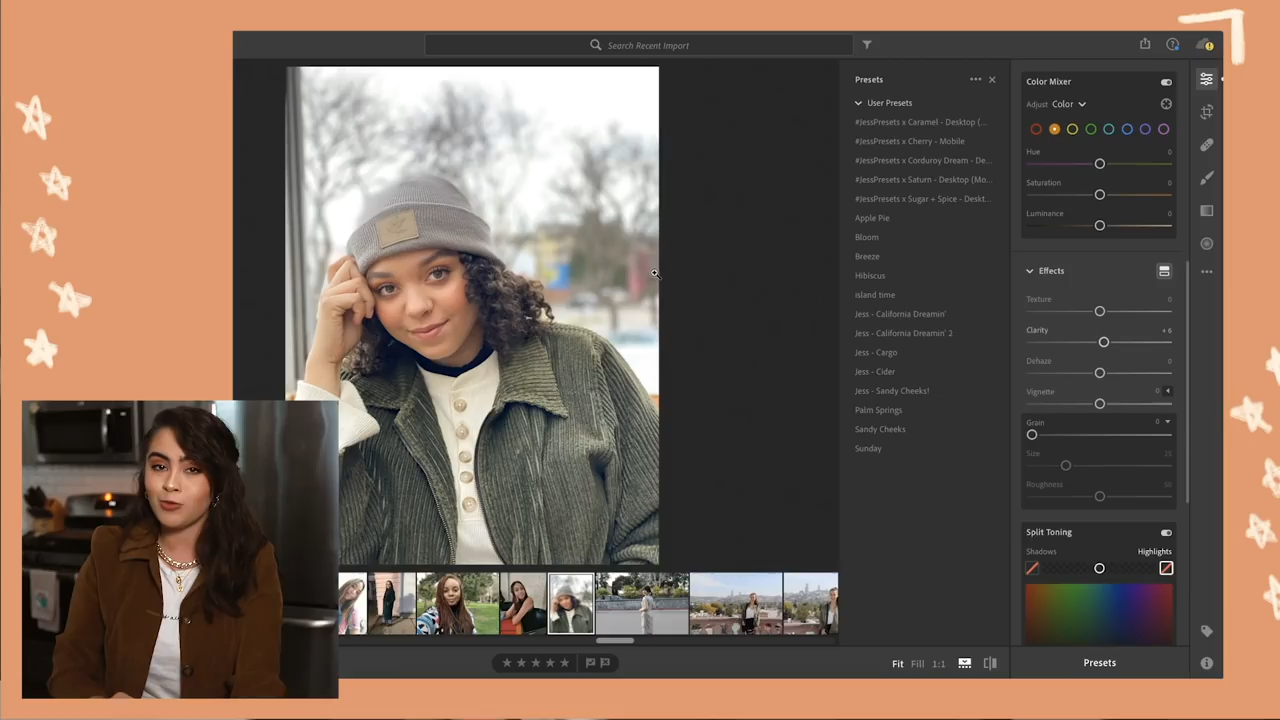 Search Recent Import
Presets
User Presets
#JessPresets x Caramel - Desktop (...
#JessPresets x Cherry - Mobile
#JessPresets x Corduroy Dream - De...
#JessPresets x Saturn - Desktop (Mo...
#JessPresets x Sugar + Spice - Deskt...
Apple Pie
Bloom
Breeze
Hibiscus
island time
Jess - California Dreamin'
Jess - California Dreamin' 2
Jess - Cargo
Jess - Cider
Jess - Sandy Cheeks!
Palm Springs
Sandy Cheeks
Sunday
Color Mixer
Adjust Color
Hue 0
Saturation 0
Luminance 0
Effects
Texture 0
Clarity + 6
Dehaze 0
Vignette 0
Grain 0
Size 25
Roughness 50
Split Toning
Shadows Highlights
Fit Fill 1:1
Presets